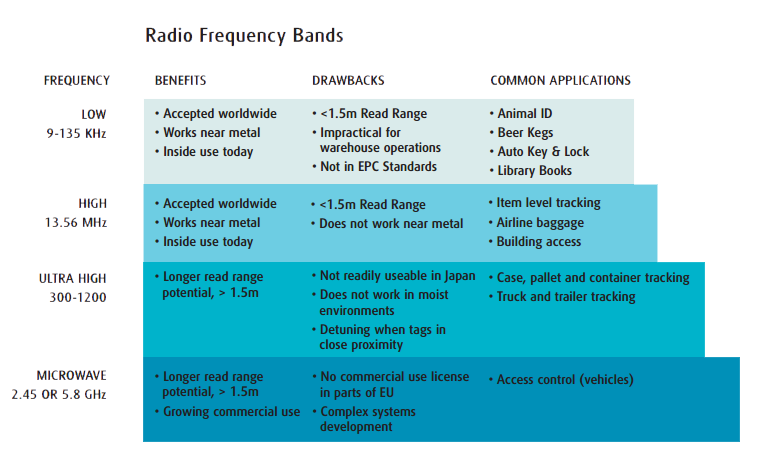 Radio Frequency Bands
FREQUENCY BENEFITS DRAWBACKS COMMON APPLICATIONS
LOW
9-135 KHz
• Accepted worldwide
• Works near metal
• Inside use today
• <1.5m Read Range
• Impractical for
warehouse operations
• Not in EPC Standards
• Animal ID
• Beer Kegs
• Auto Key & Lock
• Library Books
HIGH
13.56 MHz
• Accepted worldwide
• Works near metal
• Inside use today
• <1.5m Read Range
• Does not work near metal
• Item level tracking
• Airline baggage
• Building access
ULTRA HIGH
300-1200
• Longer read range
potential, > 1.5m
• Not readily useable in Japan
• Does not work in moist
environments
• Detuning when tags in
close proximity
• Case, pallet and container tracking
• Truck and trailer tracking
MICROWAVE
2.45 OR 5.8 GHz
• Longer read range
potential, > 1.5m
• Growing commercial use
• No commercial use license
in parts of EU
• Complex systems
development
• Access control (vehicles)